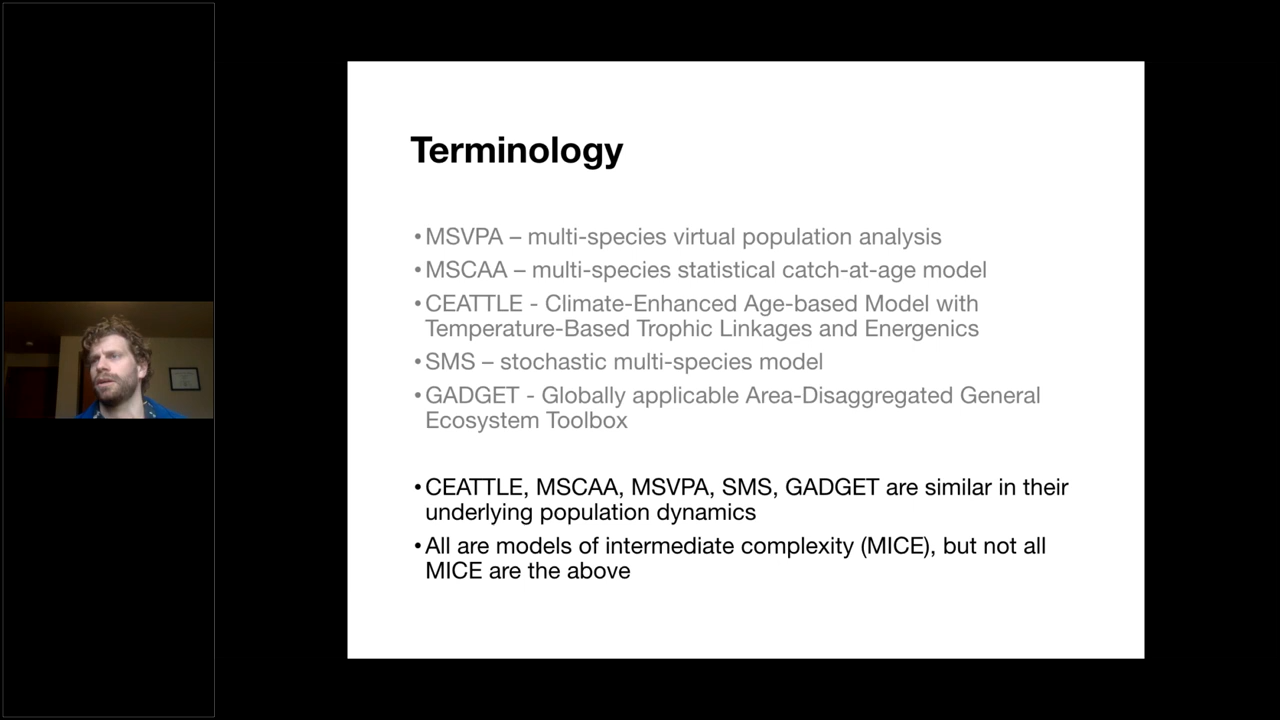 Terminology
•MSVPA – multi-species virtual population analysis
•MSCAA – multi-species statistical catch-at-age model
•CEATTLE - Climate-Enhanced Age-based Model with
Temperature-Based Trophic Linkages and Energenics
•SMS – stochastic multi-species model
•GADGET - Globally applicable Area-Disaggregated General
Ecosystem Toolbox
•CEATTLE, MSCAA, MSVPA, SMS, GADGET are similar in their
underlying population dynamics
•All are models of intermediate complexity (MICE), but not all
MICE are the above